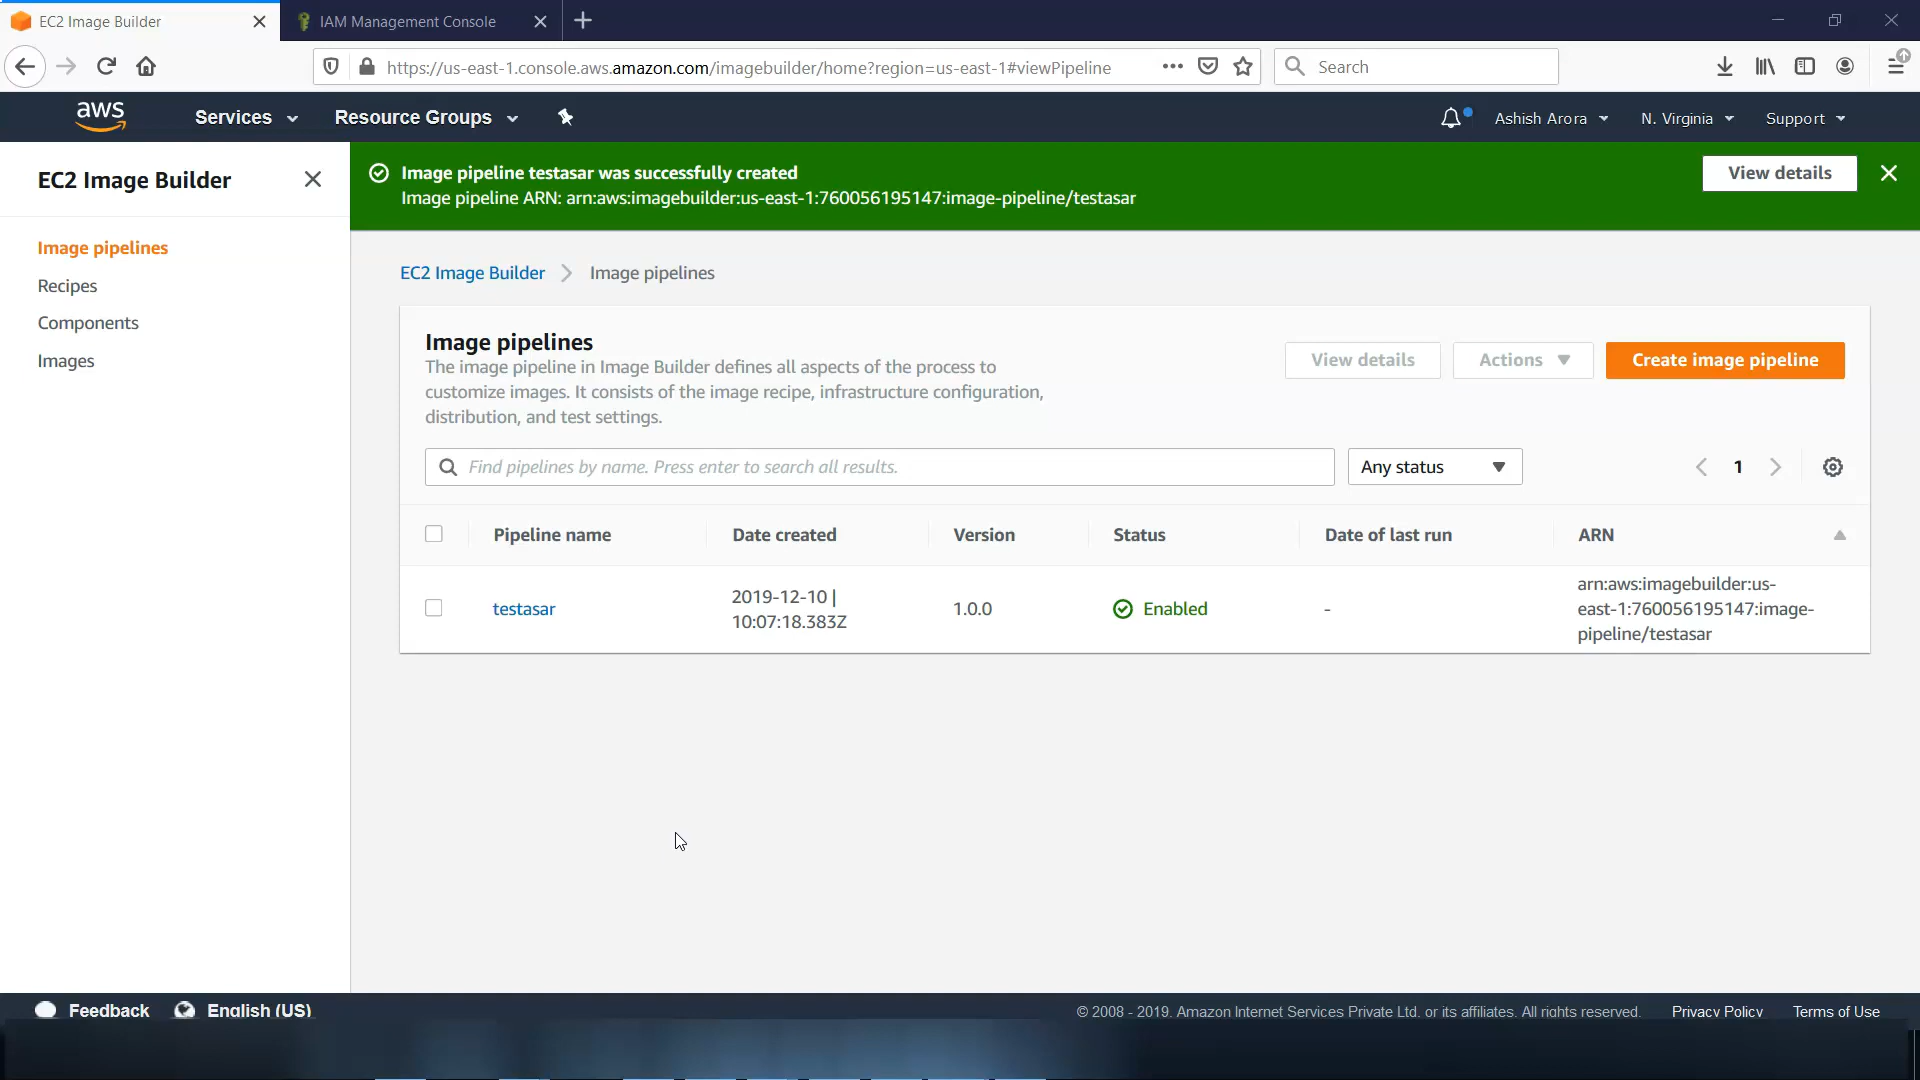 EC2 Image Builder
IAM Management Console
https://us-east-1.console.aws.amazon.com/imagebuilder/home?region=us-east-1#viewPipeline
Search
aws
Services
Resource Groups
Ashish Arora
N. Virginia
Support
EC2 Image Builder
Image pipelines
Recipes
Components
Images
Image pipeline testasar was successfully created
Image pipeline ARN: arn:aws:imagebuilder:us-east-1:760056195147:image-pipeline/testasar
View details
EC2 Image Builder
Image pipelines
Image pipelines
The image pipeline in Image Builder defines all aspects of the process to
customize images. It consists of the image recipe, infrastructure configuration,
distribution, and test settings.
View details
Actions
Create image pipeline
Find pipelines by name. Press enter to search all results.
Any status
1
Pipeline name
Date created
Version
Status
Date of last run
ARN
testasar
2019-12-10 |
10:07:18.383Z
1.0.0
Enabled
-
arn:aws:imagebuilder:us-
east-1:760056195147:image-
pipeline/testasar
Feedback
English (US)
© 2008 - 2019, Amazon Internet Services Private Ltd. or its affiliates. All rights reserved.
Privacy Policy
Terms of Use